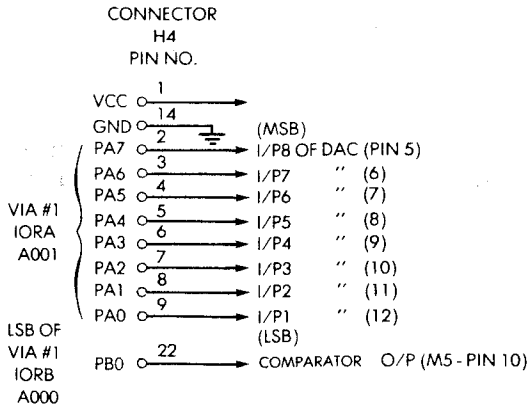 CONNECTOR
H4
PIN NO.
VCC 1
GND 14
(MSB)
PA7 2 I/P8 OF DAC (PIN 5)
PA6 3 I/P7 " (6)
PA5 4 I/P6 " (7)
PA4 5 I/P5 " (8)
PA3 6 I/P4 " (9)
PA2 7 I/P3 " (10)
PA1 8 I/P2 " (11)
PA0 9 I/P1 " (12)
(LSB)
VIA #1
IORA
A001
LSB OF
VIA #1
IORB
A000
PB0 22 COMPARATOR O/P (M5 - PIN 10)